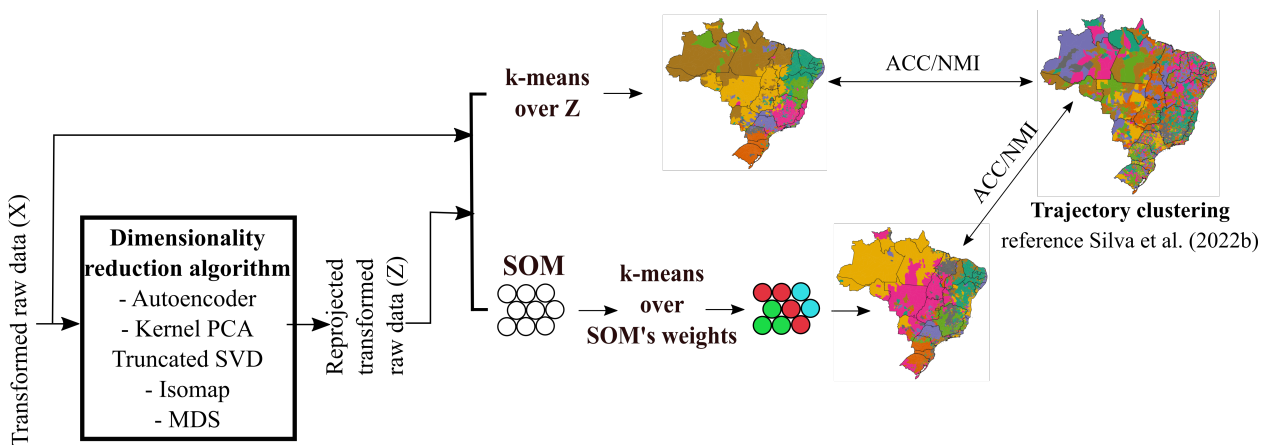 Transformed raw data (X)
Dimensionality
reduction algorithm
- Autoencoder
- Kernel PCA
Truncated SVD
- Isomap
- MDS
Reprojected
transformed
raw data (Z)
k-means
over Z
SOM
k-means
over
SOM's weights
ACC/NMI
ACC/NMI
Trajectory clustering
reference Silva et al. (2022b)